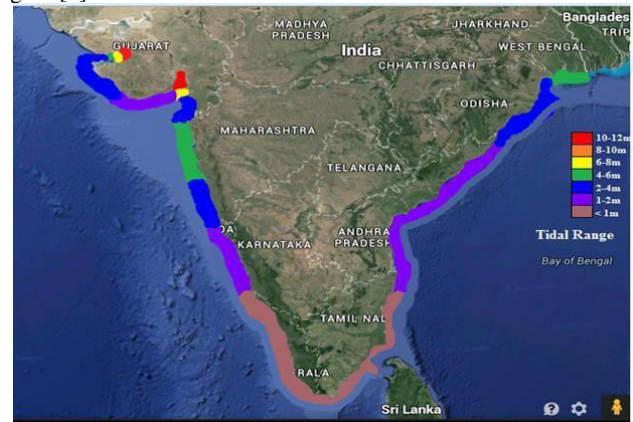 Bangladesh
MADHYA
PRADESH
JHARKHAND
TRIP
GUJARAT
India
WEST BENGAL
CHHATTISGARH
ODISHA
MAHARASHTRA
10-12m
8-10m
6-8m
4-6m
2-4m
1-2m
< 1m
TELANGANA
Tidal Range
ANDHRA
PRADESH
KARNATAKA
Bay of Bengal
TAMIL NAL
RALA
Sri Lanka